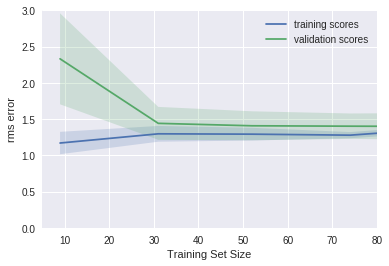 training scores
validation scores
rms error
3.0
2.5
2.0
1.5
1.0
0.5
0.0
10 20 30 40 50 60 70 80
Training Set Size